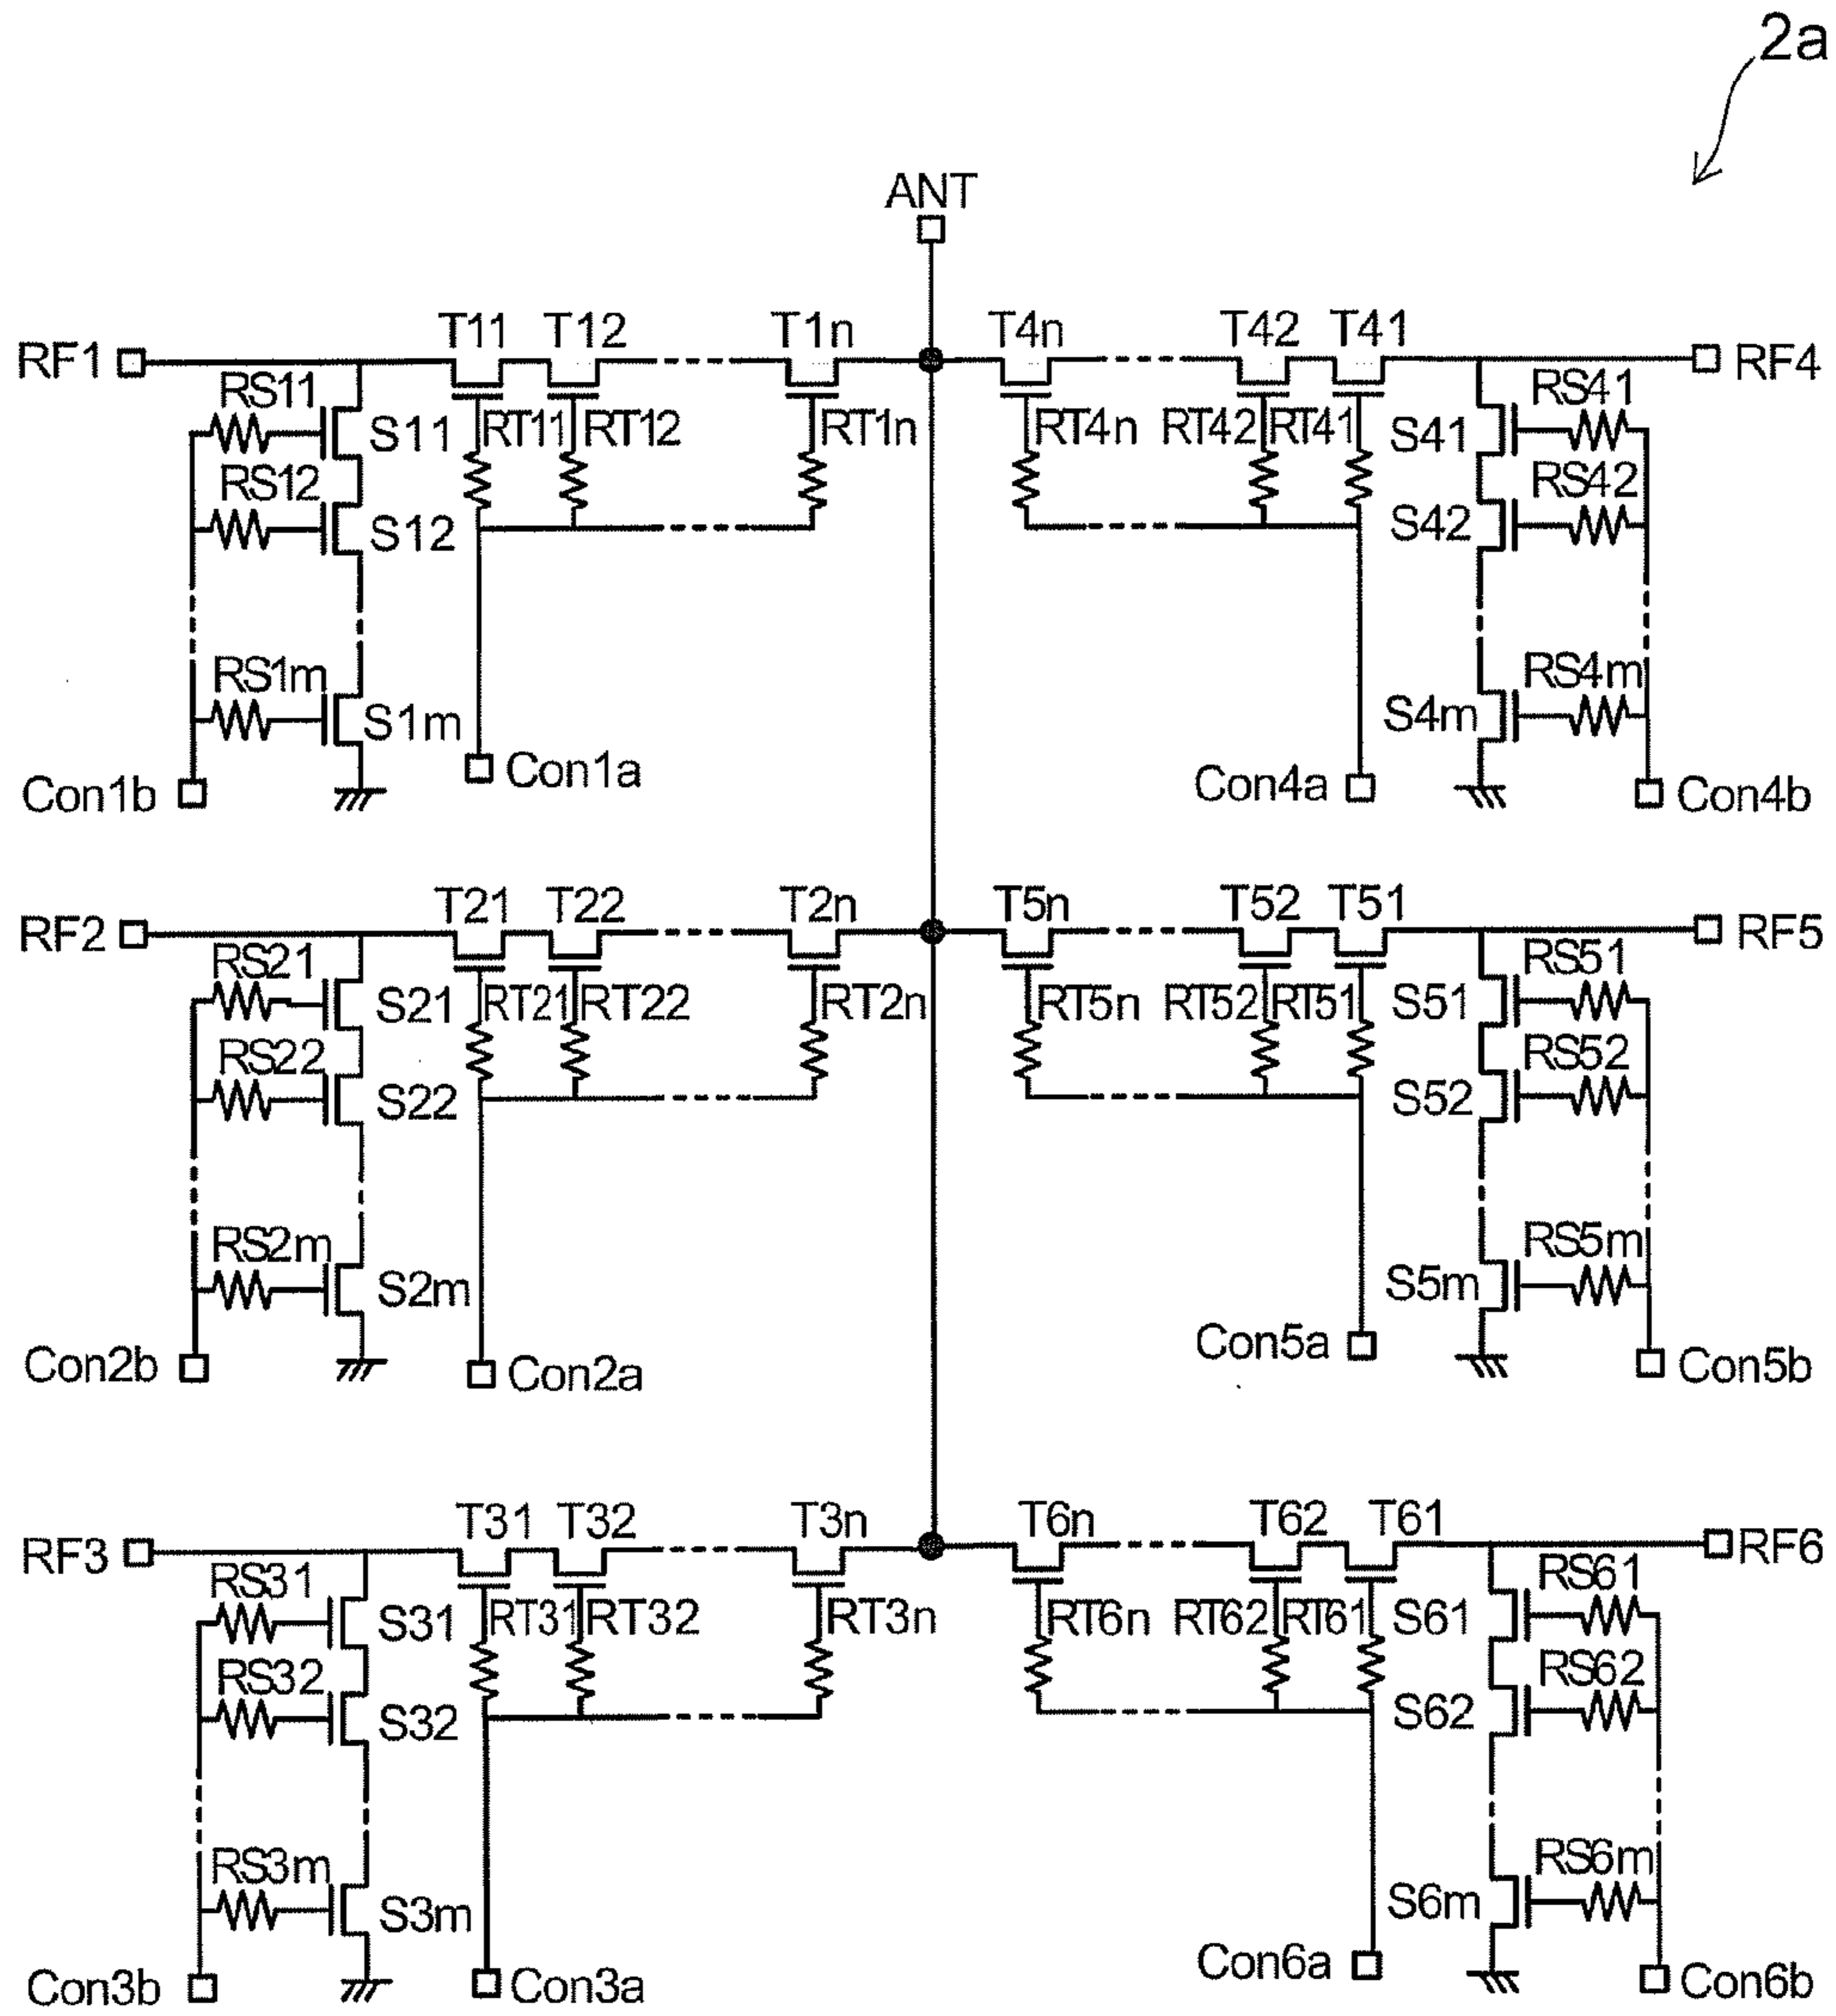 2a
ANT
T11 T12 T1n T4n T42 T41
RF1 RF4
RS11 RS41
S11 RT11 RT12 RT1n RT4n RT42 RT41 S41
RS12 RS42
S12 S42
RS1m RS4m
S1m S4m
Con1b Con1a Con4a Con4b
T21 T22 T2n T5n T52 T51
RF2 RF5
RS21 RS51
S21 RT21 RT22 RT2n RT5n RT52 RT51 S51
RS22 RS52
S22 S52
RS2m RS5m
S2m S5m
Con2b Con2a Con5a Con5b
T31 T32 T3n T6n T62 T61
RF3 RF6
RS31 RS61
S31 RT31 RT32 RT3n RT6n RT62 RT61 S61
RS32 RS62
S32 S62
RS3m RS6m
S3m S6m
Con3b Con3a Con6a Con6b